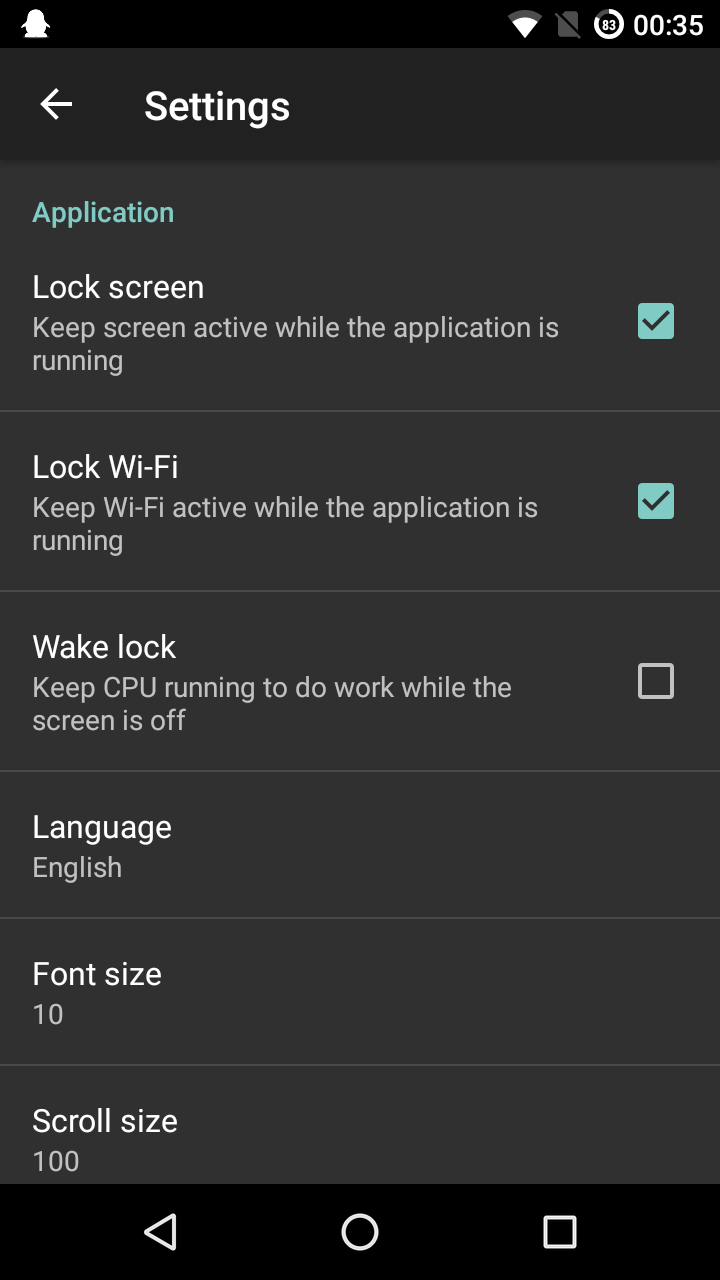 83 00:35
Settings
Application
Lock screen
Keep screen active while the application is
running
Lock Wi-Fi
Keep Wi-Fi active while the application is
running
Wake lock
Keep CPU running to do work while the
screen is off
Language
English
Font size
10
Scroll size
100